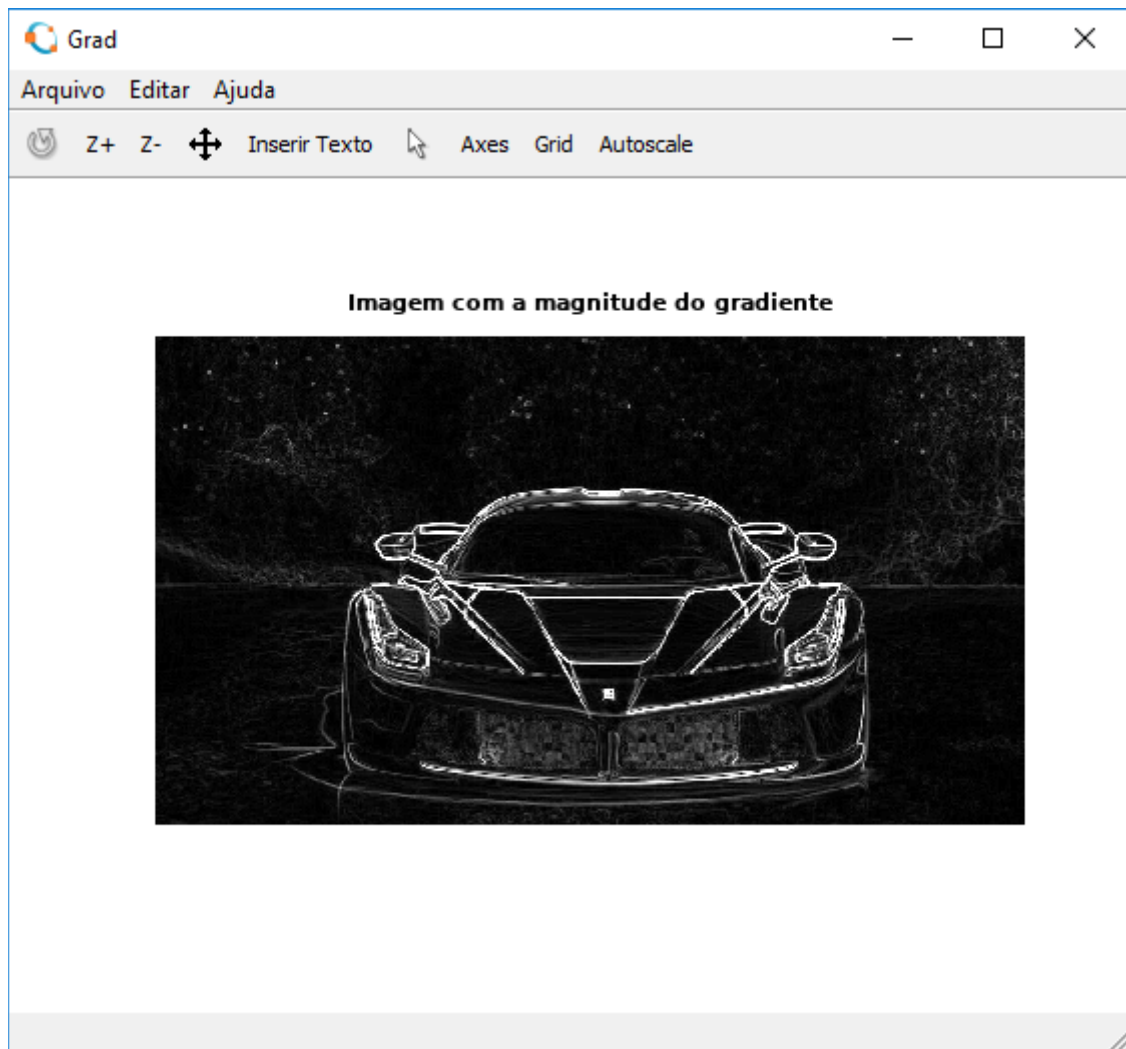 Grad
Arquivo Editar Ajuda
Z+ Z- Inserir Texto Axes Grid Autoscale
Imagem com a magnitude do gradiente